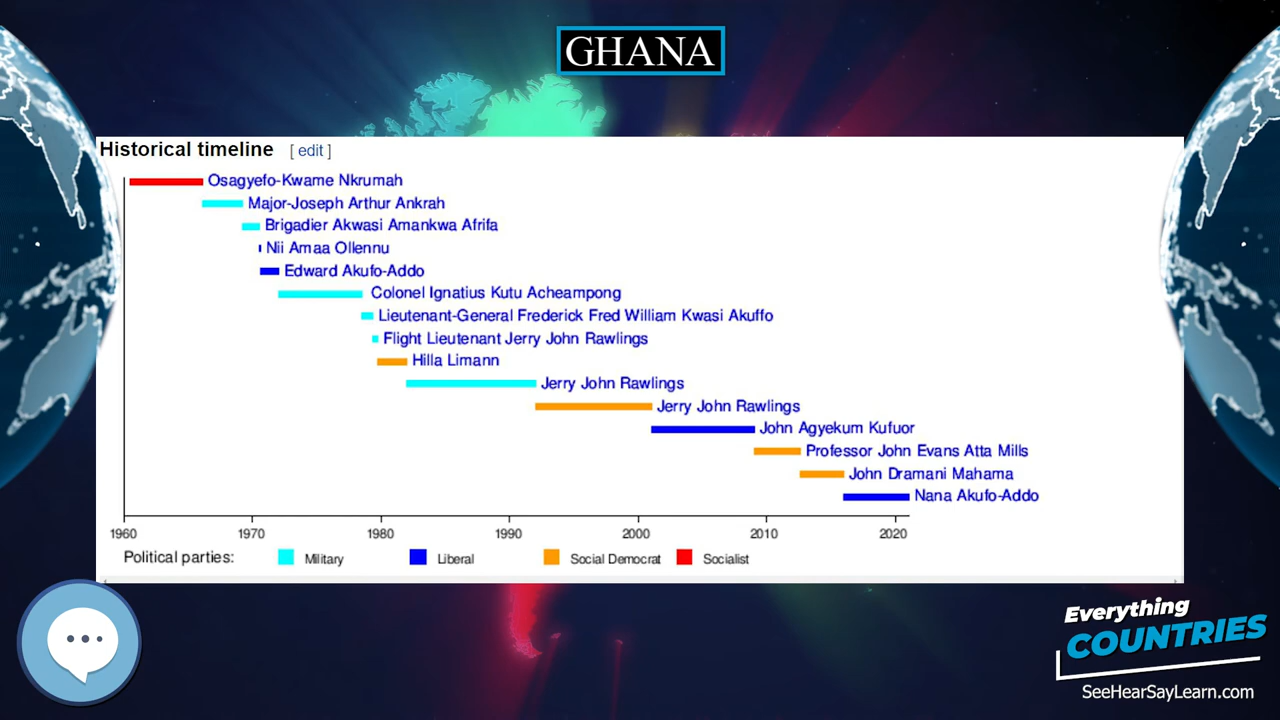 GHANA
Historical timeline [ edit ]
Osagyefo-Kwame Nkrumah
Major-Joseph Arthur Ankrah
Brigadier Akwasi Amankwa Afrifa
Nii Amaa Ollennu
Edward Akufo-Addo
Colonel Ignatius Kutu Acheampong
Lieutenant-General Frederick Fred William Kwasi Akuffo
Flight Lieutenant Jerry John Rawlings
Hilla Limann
Jerry John Rawlings
Jerry John Rawlings
John Agyekum Kufuor
Professor John Evans Atta Mills
John Dramani Mahama
Nana Akufo-Addo
1960 1970 1980 1990 2000 2010 2020
Political parties: Military Liberal Social Democrat Socialist
Everything
COUNTRIES
SeeHearSayLearn.com